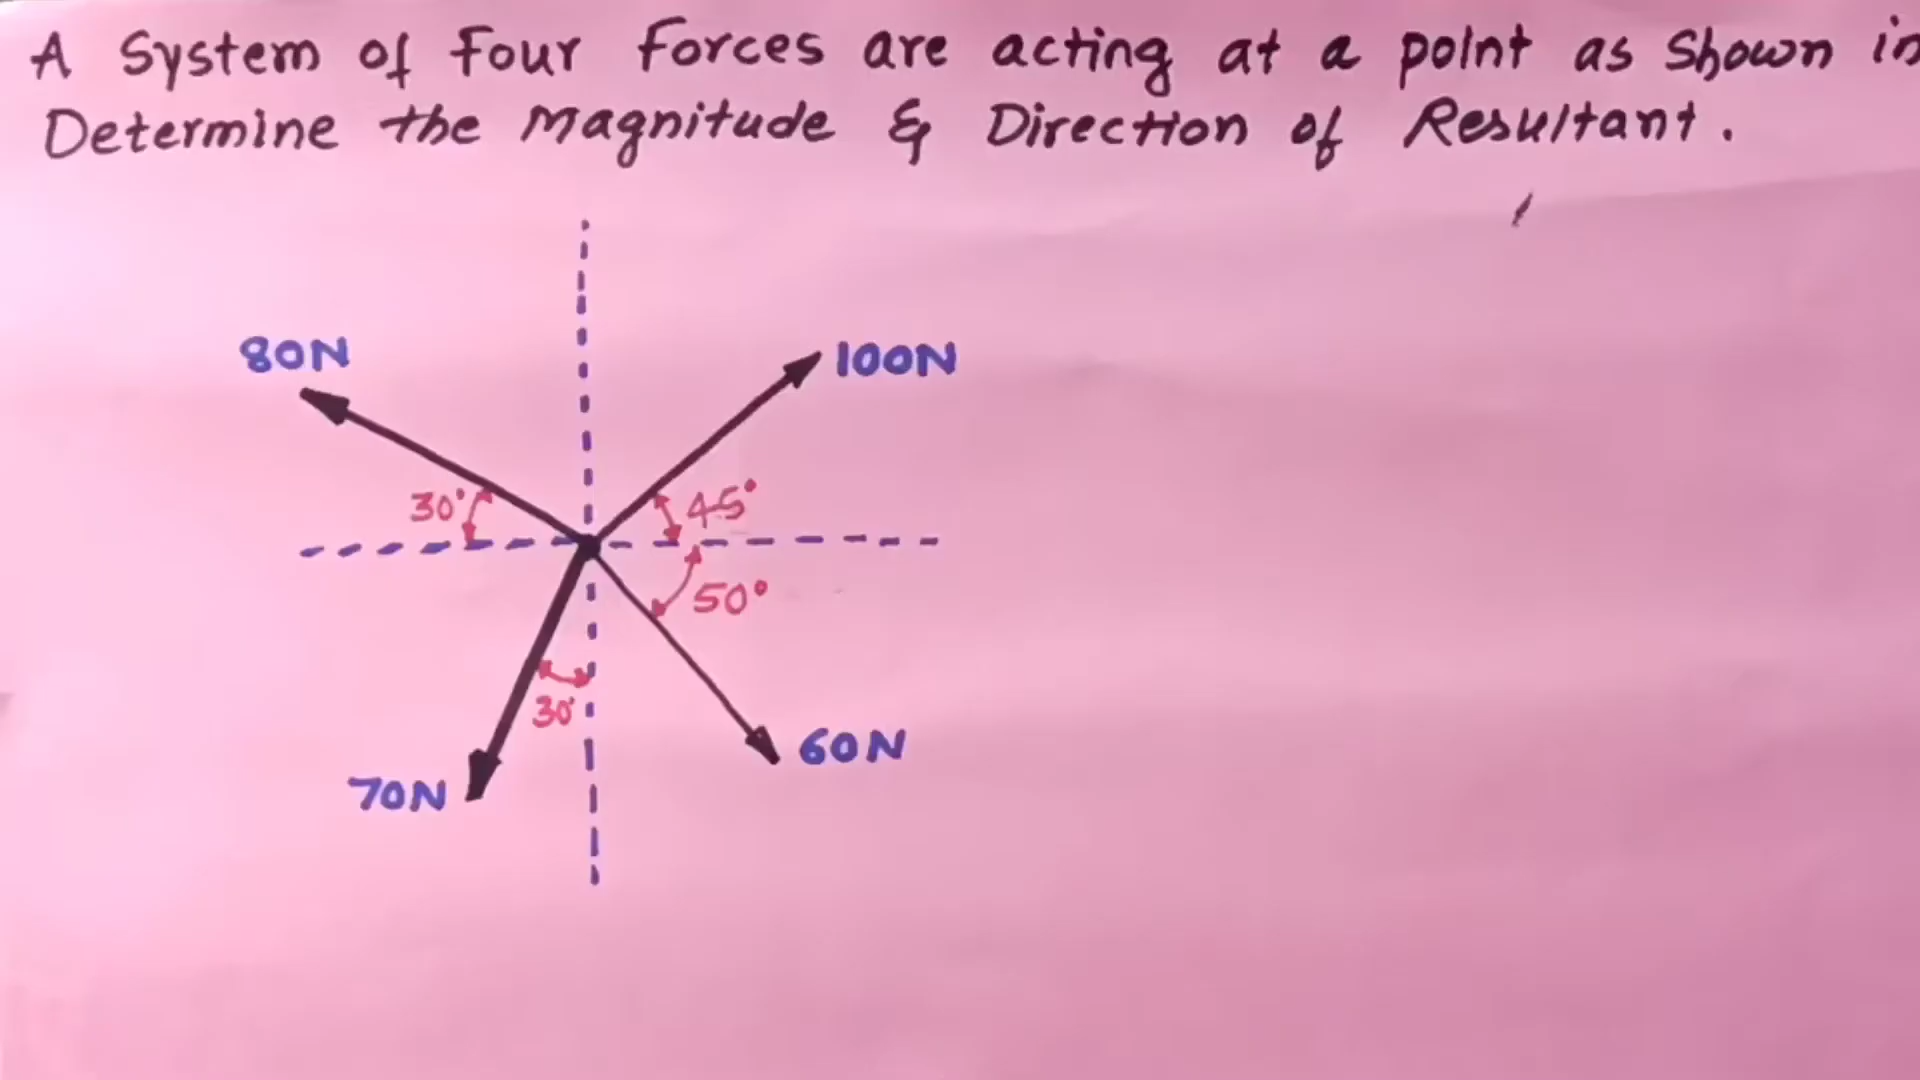 A System of Four Forces are acting at a point as Shown in
Determine the Magnitude & Direction of Resultant.
80N
100N
30°
45°
50°
30°
60N
70N